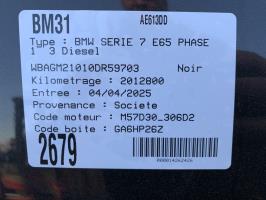 BM31 AE613DD
Type : BMW SERIE 7 E65 PHASE
1 3 Diesel
WBAGM21010DR59703 Noir
Kilometrage : 2012800
Entree : 04/04/2025
Provenance : Societe
Code moteur : M57D30_306D2
Code boite : GA6HP26Z
2679
000014262426